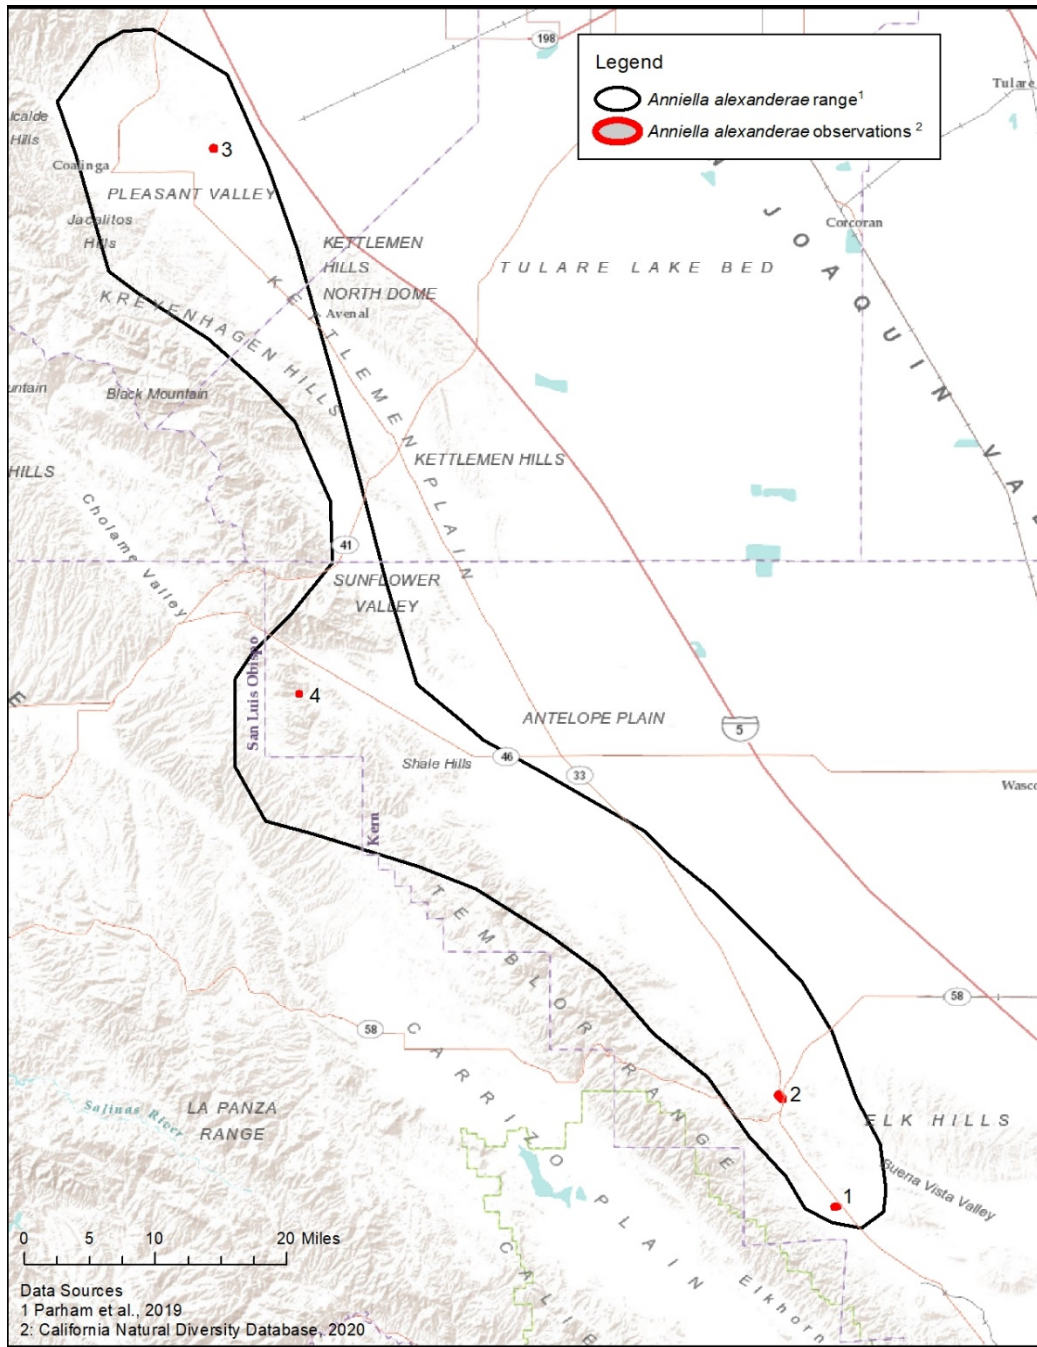 198
Legend
Anniella alexanderae range¹
Anniella alexanderae observations ²
Tulare
lcalde
Hills
Coalinga
3
PLEASANT VALLEY
Jacalitos
Hills
KETTLEMEN
HILLS
NORTH DOME
Avenal
TULARE LAKE BED
Corcoran
JOAQUIN VA
KREYENHAGEN HILLS
KETTLEMEN PLAIN
untain
Black Mountain
KETTLEMEN HILLS
HILLS
Cholame Valley
41
SUNFLOWER
VALLEY
San Luis Obispo
4
E
ANTELOPE PLAIN
5
Shale Hills
46
33
Wasco
Kern
TEMBLOR RANGE
58
58
CARRIZO PLAIN
2
ELK HILLS
Salinas River
LA PANZA
RANGE
Buena Vista Valley
1
0 5 10 20 Miles
CALIE
Elkhorn
Data Sources
1 Parham et al., 2019
2: California Natural Diversity Database, 2020